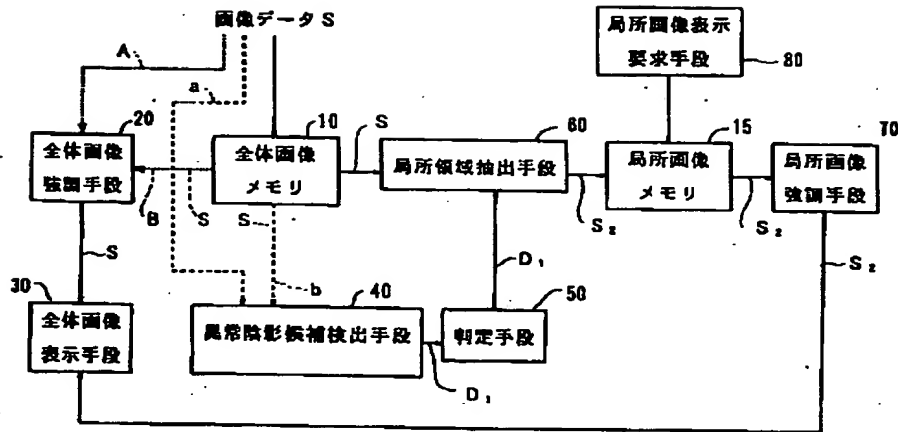 画像データS
局所画像表示
要求手段
80
A
a
20
全体画像
強調手段
10
全体画像
メモリ
S
60
局所領域抽出手段
15
局所画像
メモリ
70
局所画像
強調手段
B
S
S
S₂
S₂
S
D₁
S₂
30
全体画像
表示手段
b
40
異常陰影候補検出手段
50
判定手段
D₁